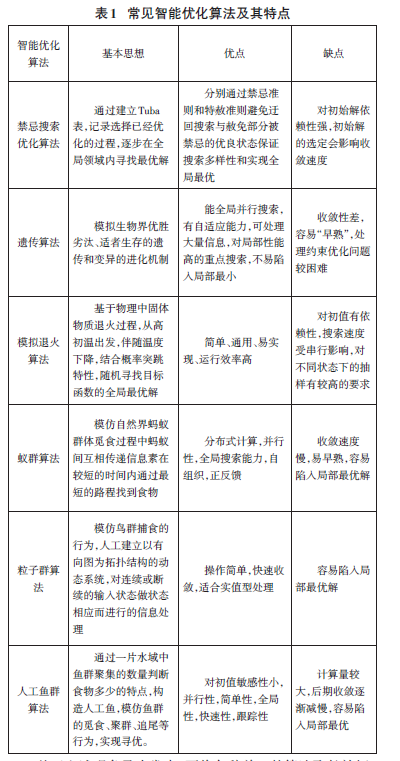 表1 常见智能优化算法及其特点
智能优化
算法
基本思想
优点
缺点
禁忌搜索
优化算法
通过建立Tuba
表,记录选择已经优
化的过程,逐步在全
局领域内寻找最优解
分别通过禁忌准
则和特赦准则避免迂
回搜索与赦免部分被
禁忌的优良状态保证
搜索多样性和实现全
局最优
对初始解依
赖性强,初始解
的选定会影响收
敛速度
遗传算法
模拟生物界优胜
劣汰、适者生存的遗
传和变异的进化机制
能全局并行搜索,
有自适应能力,可处理
大量信息,对局部性能
高的重点搜索,不易陷
入局部最小
收敛性差,
容易“早熟”,处
理约束优化问题
较困难
模拟退火
算法
基于物理中固体
物质退火过程,从高
初温出发,伴随温度
下降,结合概率突跳
特性,随机寻找目标
函数的全局最优解
简单、通用、易实
现、运行效率高
对初值有依
赖性,搜索速度
受串行影响,对
不同状态下的抽
样有较高的要求
蚁群算法
模仿自然界蚂蚁
群体觅食过程中蚂蚁
间互相传递信息素在
较短的时间内通过最
短的路程找到食物
分布式计算,并行
性,全局搜索能力,自
组织,正反馈
收敛速度
慢,易早熟,容易
陷入局部最优解
粒子群算
法
模仿鸟群捕食的
行为,人工建立以有
向图为拓扑结构的动
态系统,对连续或断
续的输入状态做状态
相应而进行的信息处
理
操作简单,快速收
敛,适合实值型处理
容易陷入局
部最优解
人工鱼群
算法
通过一片水域中
鱼群聚集的数量判断
食物多少的特点,构
造人工鱼,模仿鱼群
的觅食、聚群、追尾等
行为,实现寻优。
对初值敏感性小,
并行性,简单性,全局
性,快速性,跟踪性
计算量较
大,后期收敛逐
渐减慢,容易陷
入局部最优